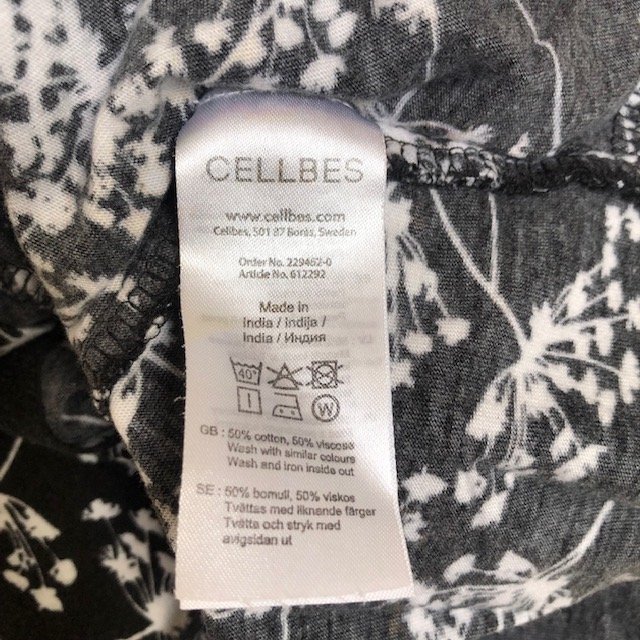 CELLBES
www.cellbes.com
Cellbes, 501 87 Borås, Sweden
Order No. 229462-0
Article No. 612292
Made in
India / Indija /
India / Индия
40
W
GB : 50% cotton, 50% viscose
Wash with similar colours
Wash and iron inside out
SE : 50% bomull, 50% viskos
Tvättas med liknande färger
Tvätta och stryk med
avigsidan ut